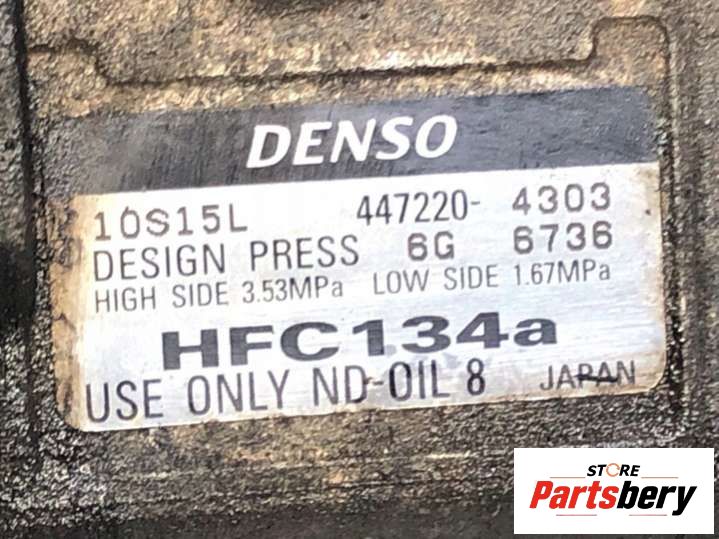 DENSO
10S15L 447220- 4303
DESIGN PRESS 6G 6736
HIGH SIDE 3.53MPa LOW SIDE 1.67MPa
HFC134a
USE ONLY ND-OIL 8 JAPAN
STORE
Partsbery